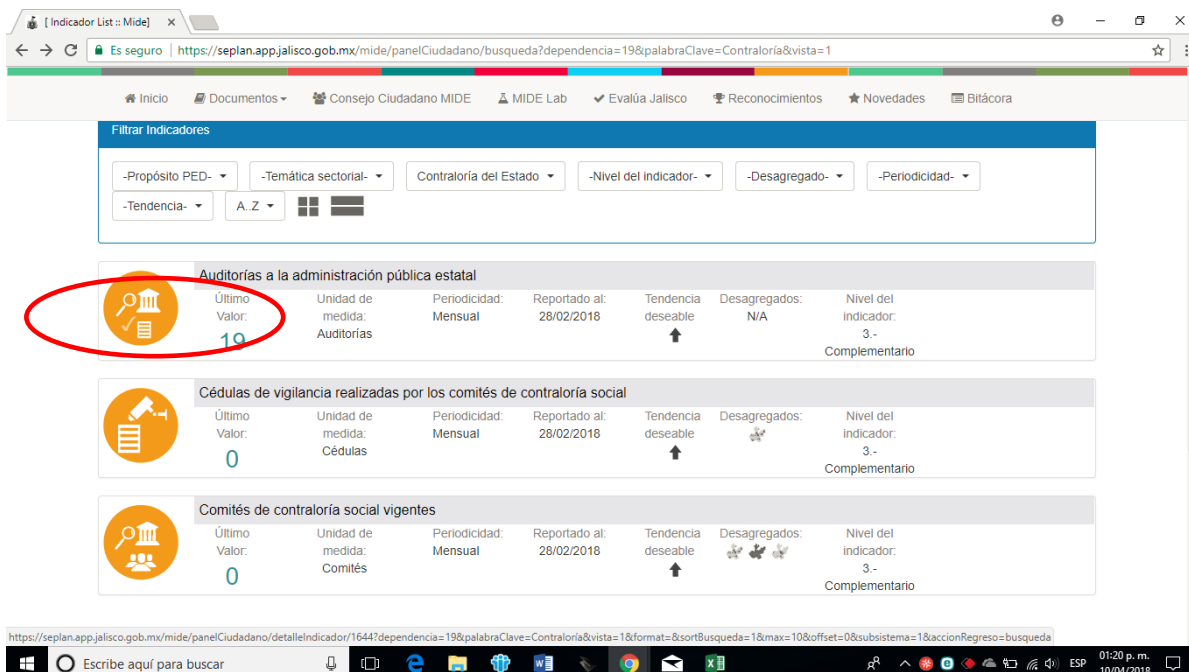 [ Indicador List :: Mide]
Es seguro | https://seplan.app.jalisco.gob.mx/mide/panelCiudadano/busqueda?dependencia=19&palabraClave=Contraloría&vista=1
Inicio Documentos Consejo Ciudadano MIDE MIDE Lab Evalúa Jalisco Reconocimientos Novedades Bitácora
Filtrar Indicadores
-Propósito PED- -Temática sectorial- Contraloría del Estado -Nivel del indicador- -Desagregado- -Periodicidad-
-Tendencia- A..Z
Auditorías a la administración pública estatal
Último Unidad de Periodicidad: Reportado al: Tendencia Desagregados: Nivel del
Valor: medida: Mensual 28/02/2018 deseable N/A indicador:
19 Auditorías 3.-
Complementario
Cédulas de vigilancia realizadas por los comités de contraloría social
Último Unidad de Periodicidad: Reportado al: Tendencia Desagregados: Nivel del
Valor: medida: Mensual 28/02/2018 deseable indicador:
0 Cédulas 3.-
Complementario
Comités de contraloría social vigentes
Último Unidad de Periodicidad: Reportado al: Tendencia Desagregados: Nivel del
Valor: medida: Mensual 28/02/2018 deseable indicador:
0 Comités 3.-
Complementario
https://seplan.app.jalisco.gob.mx/mide/panelCiudadano/detalleIndicador/1644?dependencia=19&palabraClave=Contraloría&vista=1&format=&sortBusqueda=1&max=10&offset=0&subsistema=1&accionRegreso=busqueda
Escribe aquí para buscar ESP 01:20 p. m.
10/04/2018